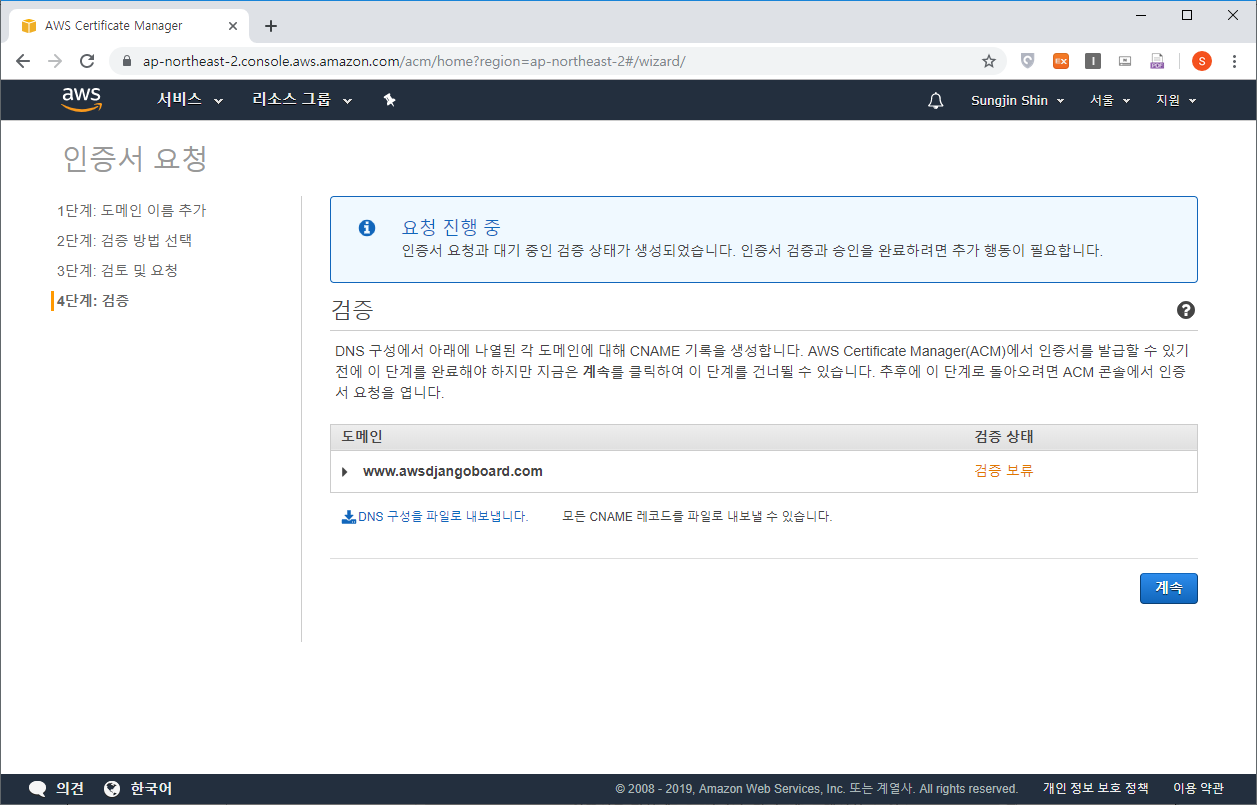 AWS Certificate Manager
ap-northeast-2.console.aws.amazon.com/acm/home?region=ap-northeast-2#/wizard/
EX
I
PDF
S
aws
서비스
리소스 그룹
Sungjin Shin
서울
지원
인증서 요청
1단계: 도메인 이름 추가
2단계: 검증 방법 선택
3단계: 검토 및 요청
4단계: 검증
요청 진행 중
인증서 요청과 대기 중인 검증 상태가 생성되었습니다. 인증서 검증과 승인을 완료하려면 추가 행동이 필요합니다.
검증
DNS 구성에서 아래에 나열된 각 도메인에 대해 CNAME 기록을 생성합니다. AWS Certificate Manager(ACM)에서 인증서를 발급할 수 있기
전에 이 단계를 완료해야 하지만 지금은 계속를 클릭하여 이 단계를 건너뛸 수 있습니다. 추후에 이 단계로 돌아오려면 ACM 콘솔에서 인증
서 요청을 엽니다.
도메인
검증 상태
www.awsdjangoboard.com
검증 보류
DNS 구성을 파일로 내보냅니다.
모든 CNAME 레코드를 파일로 내보낼 수 있습니다.
계속
의견
한국어
© 2008 - 2019, Amazon Web Services, Inc. 또는 계열사. All rights reserved.
개인 정보 보호 정책
이용 약관